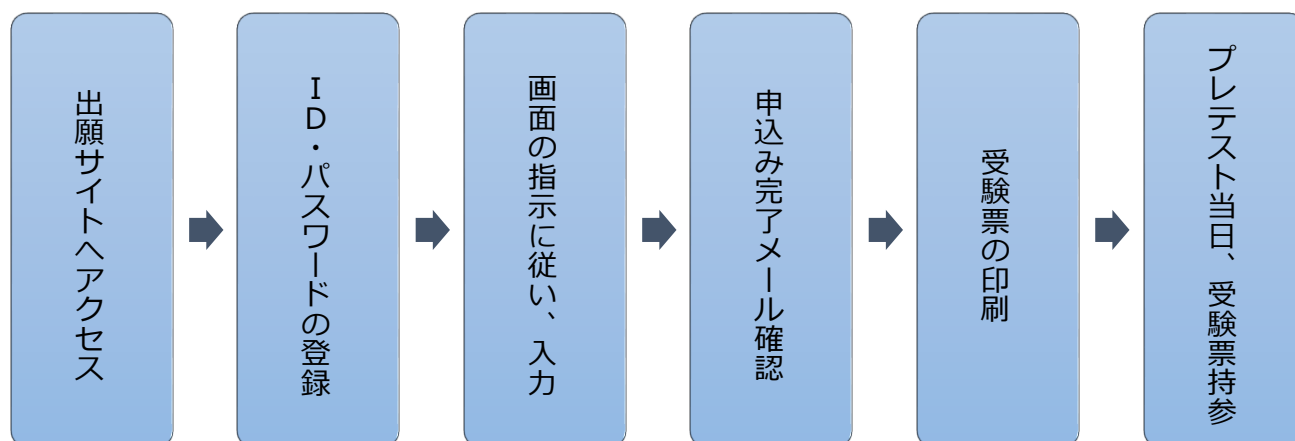 出願サイトへアクセス
ID・パスワードの登録
画面の指示に従い、入力
申込み完了メール確認
受験票の印刷
プレテスト当日、受験票持参